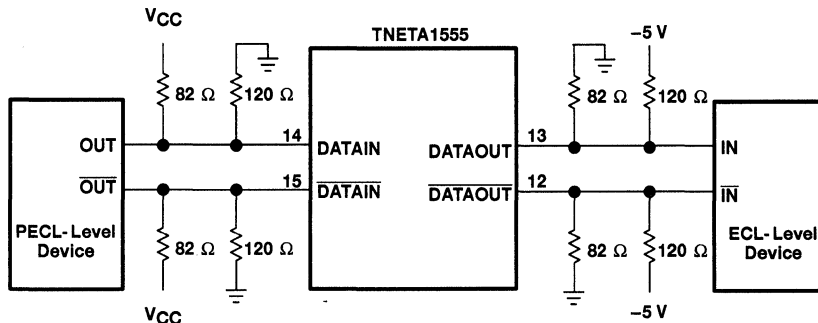 TNETA1555
VCC
−5 V
82 Ω
120 Ω
82 Ω
120 Ω
OUT
14
DATAIN
DATAOUT
13
IN
OUT
15
DATAIN
DATAOUT
12
IN
PECL-Level
Device
ECL-Level
Device
82 Ω
120 Ω
82 Ω
120 Ω
VCC
−5 V